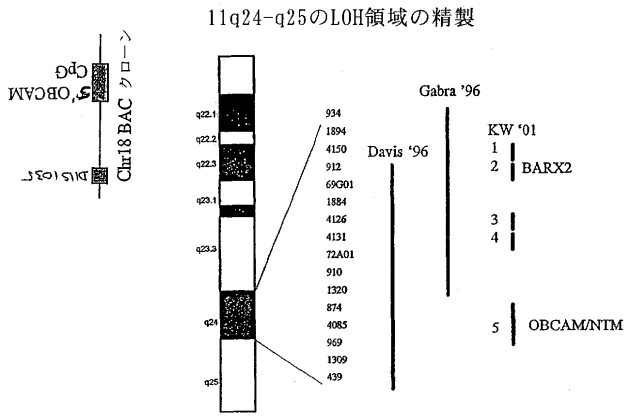 11q24-q25のLOH領域の精製
CpG
5' OBCAM
Chr18 BAC クローン
q22.1
q22.2
q22.3
q23.1
q23.3
q24
q25
934
1894
4150
912
69G01
1884
4126
4131
72A01
910
1320
874
4085
969
1309
439
Davis '96
Gabra '96
KW '01
1
2 BARX2
3
4
5 OBCAM/NTM